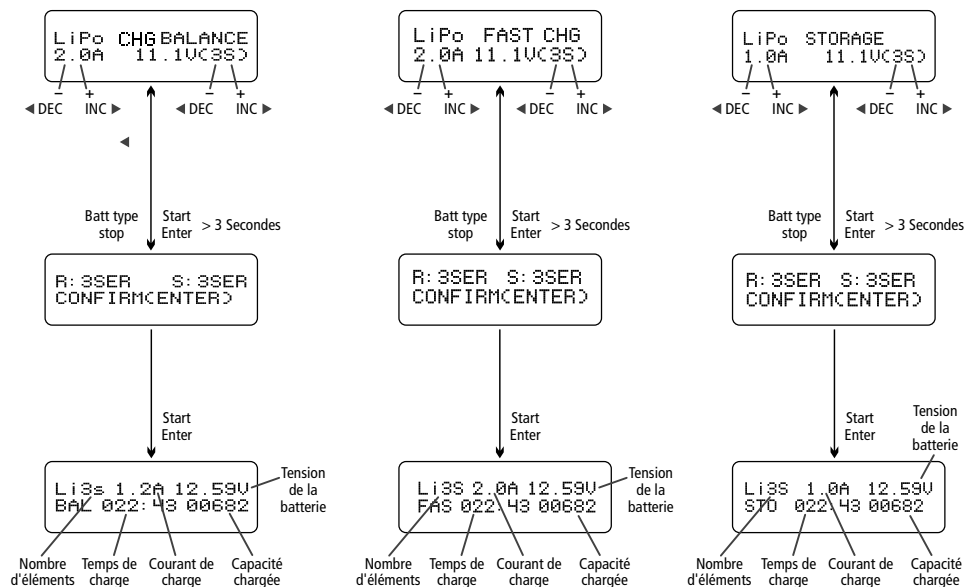 LiPo CHG BALANCE
2.0A 11.1V(3S)
– + – +
◀ DEC INC ▶ ◀ DEC INC ▶
◀
Batt type
stop
Start
Enter
> 3 Secondes
R: 3SER S: 3SER
CONFIRM(ENTER)
Start
Enter
Li3s 1.2A 12.59V
BAL 022:43 00682
Tension
de la
batterie
Nombre
d'éléments
Temps de
charge
Courant de
charge
Capacité
chargée
LiPo FAST CHG
2.0A 11.1V(3S)
– + – +
◀ DEC INC ▶ ◀ DEC INC ▶
Batt type
stop
Start
Enter
> 3 Secondes
R: 3SER S: 3SER
CONFIRM(ENTER)
Start
Enter
Li3S 2.0A 12.59V
FAS 022:43 00682
Tension
de la
batterie
Nombre
d'éléments
Temps de
charge
Courant de
charge
Capacité
chargée
LiPo STORAGE
1.0A 11.1V(3S)
– + – +
◀ DEC INC ▶ ◀ DEC INC ▶
Batt type
stop
Start
Enter
> 3 Secondes
R: 3SER S: 3SER
CONFIRM(ENTER)
Start
Enter
Tension
de la
batterie
Li3S 1.0A 12.59V
STO 022:43 00682
Nombre
d'éléments
Temps de
charge
Courant de
charge
Capacité
chargée